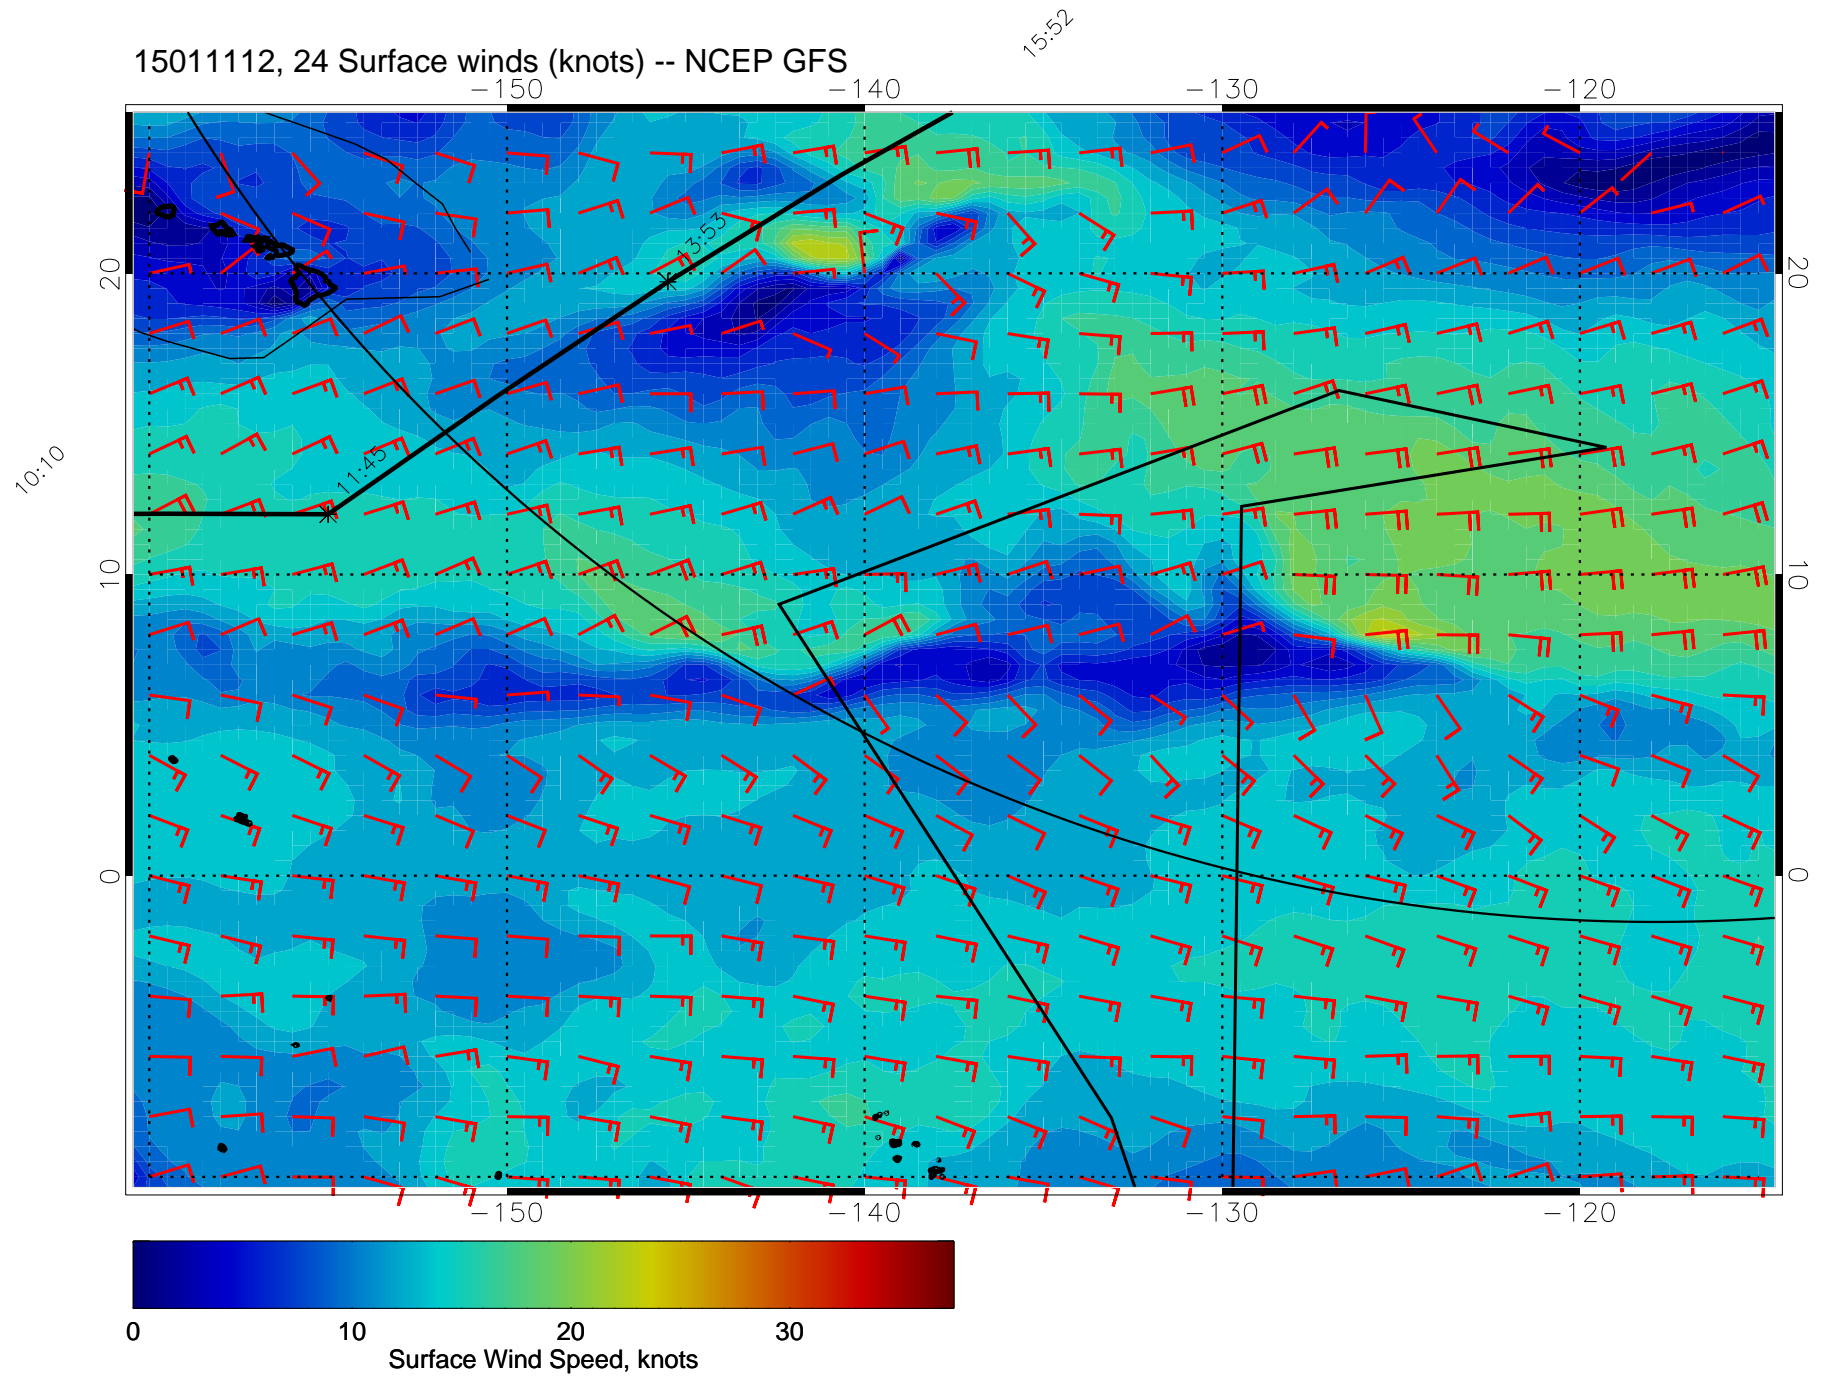 15:52
15011112, 24 Surface winds (knots) -- NCEP GFS
-150 -140 -130 -120
13:53
20 20
11:45
10:10
10 10
0 0
-150 -140 -130 -120
0 10 20 30
Surface Wind Speed, knots